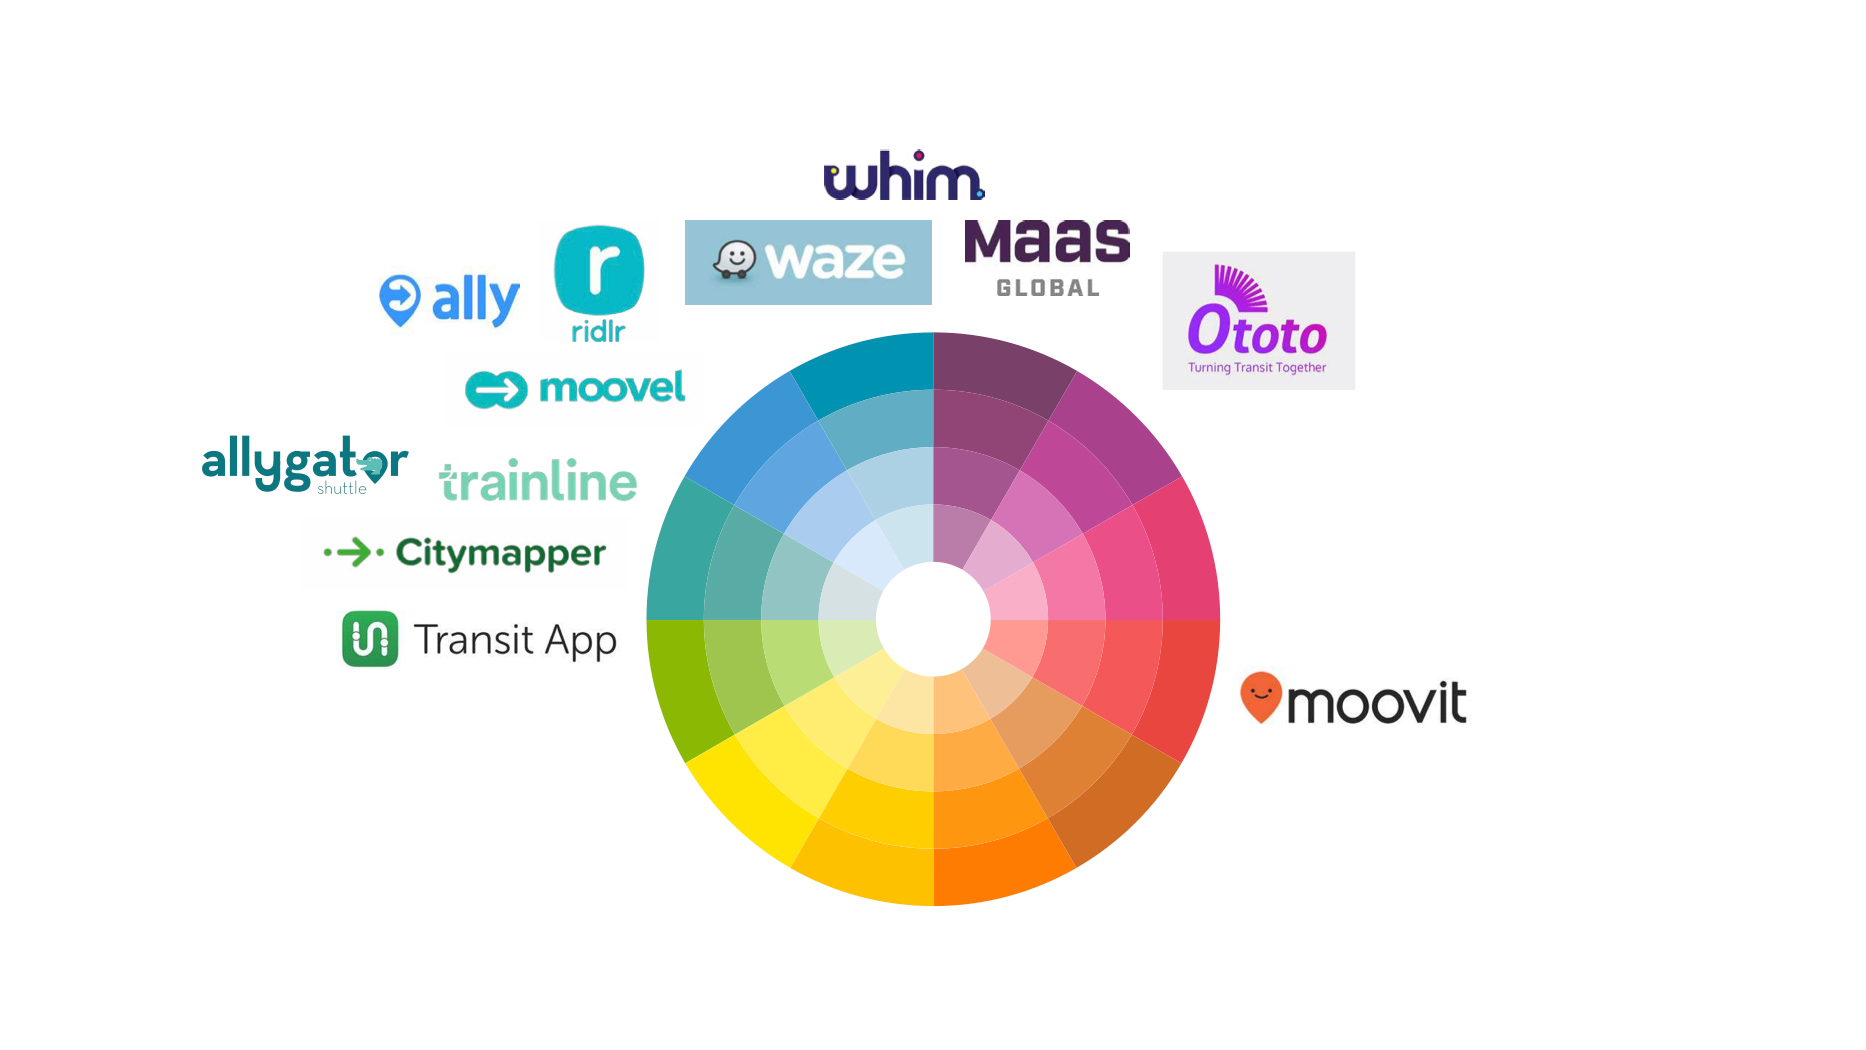 whim
MaaS
GLOBAL
waze
r
ridlr
ally
Ototo
Turning Transit Together
moovel
allygator
shuttle
trainline
Citymapper
Transit App
moovit